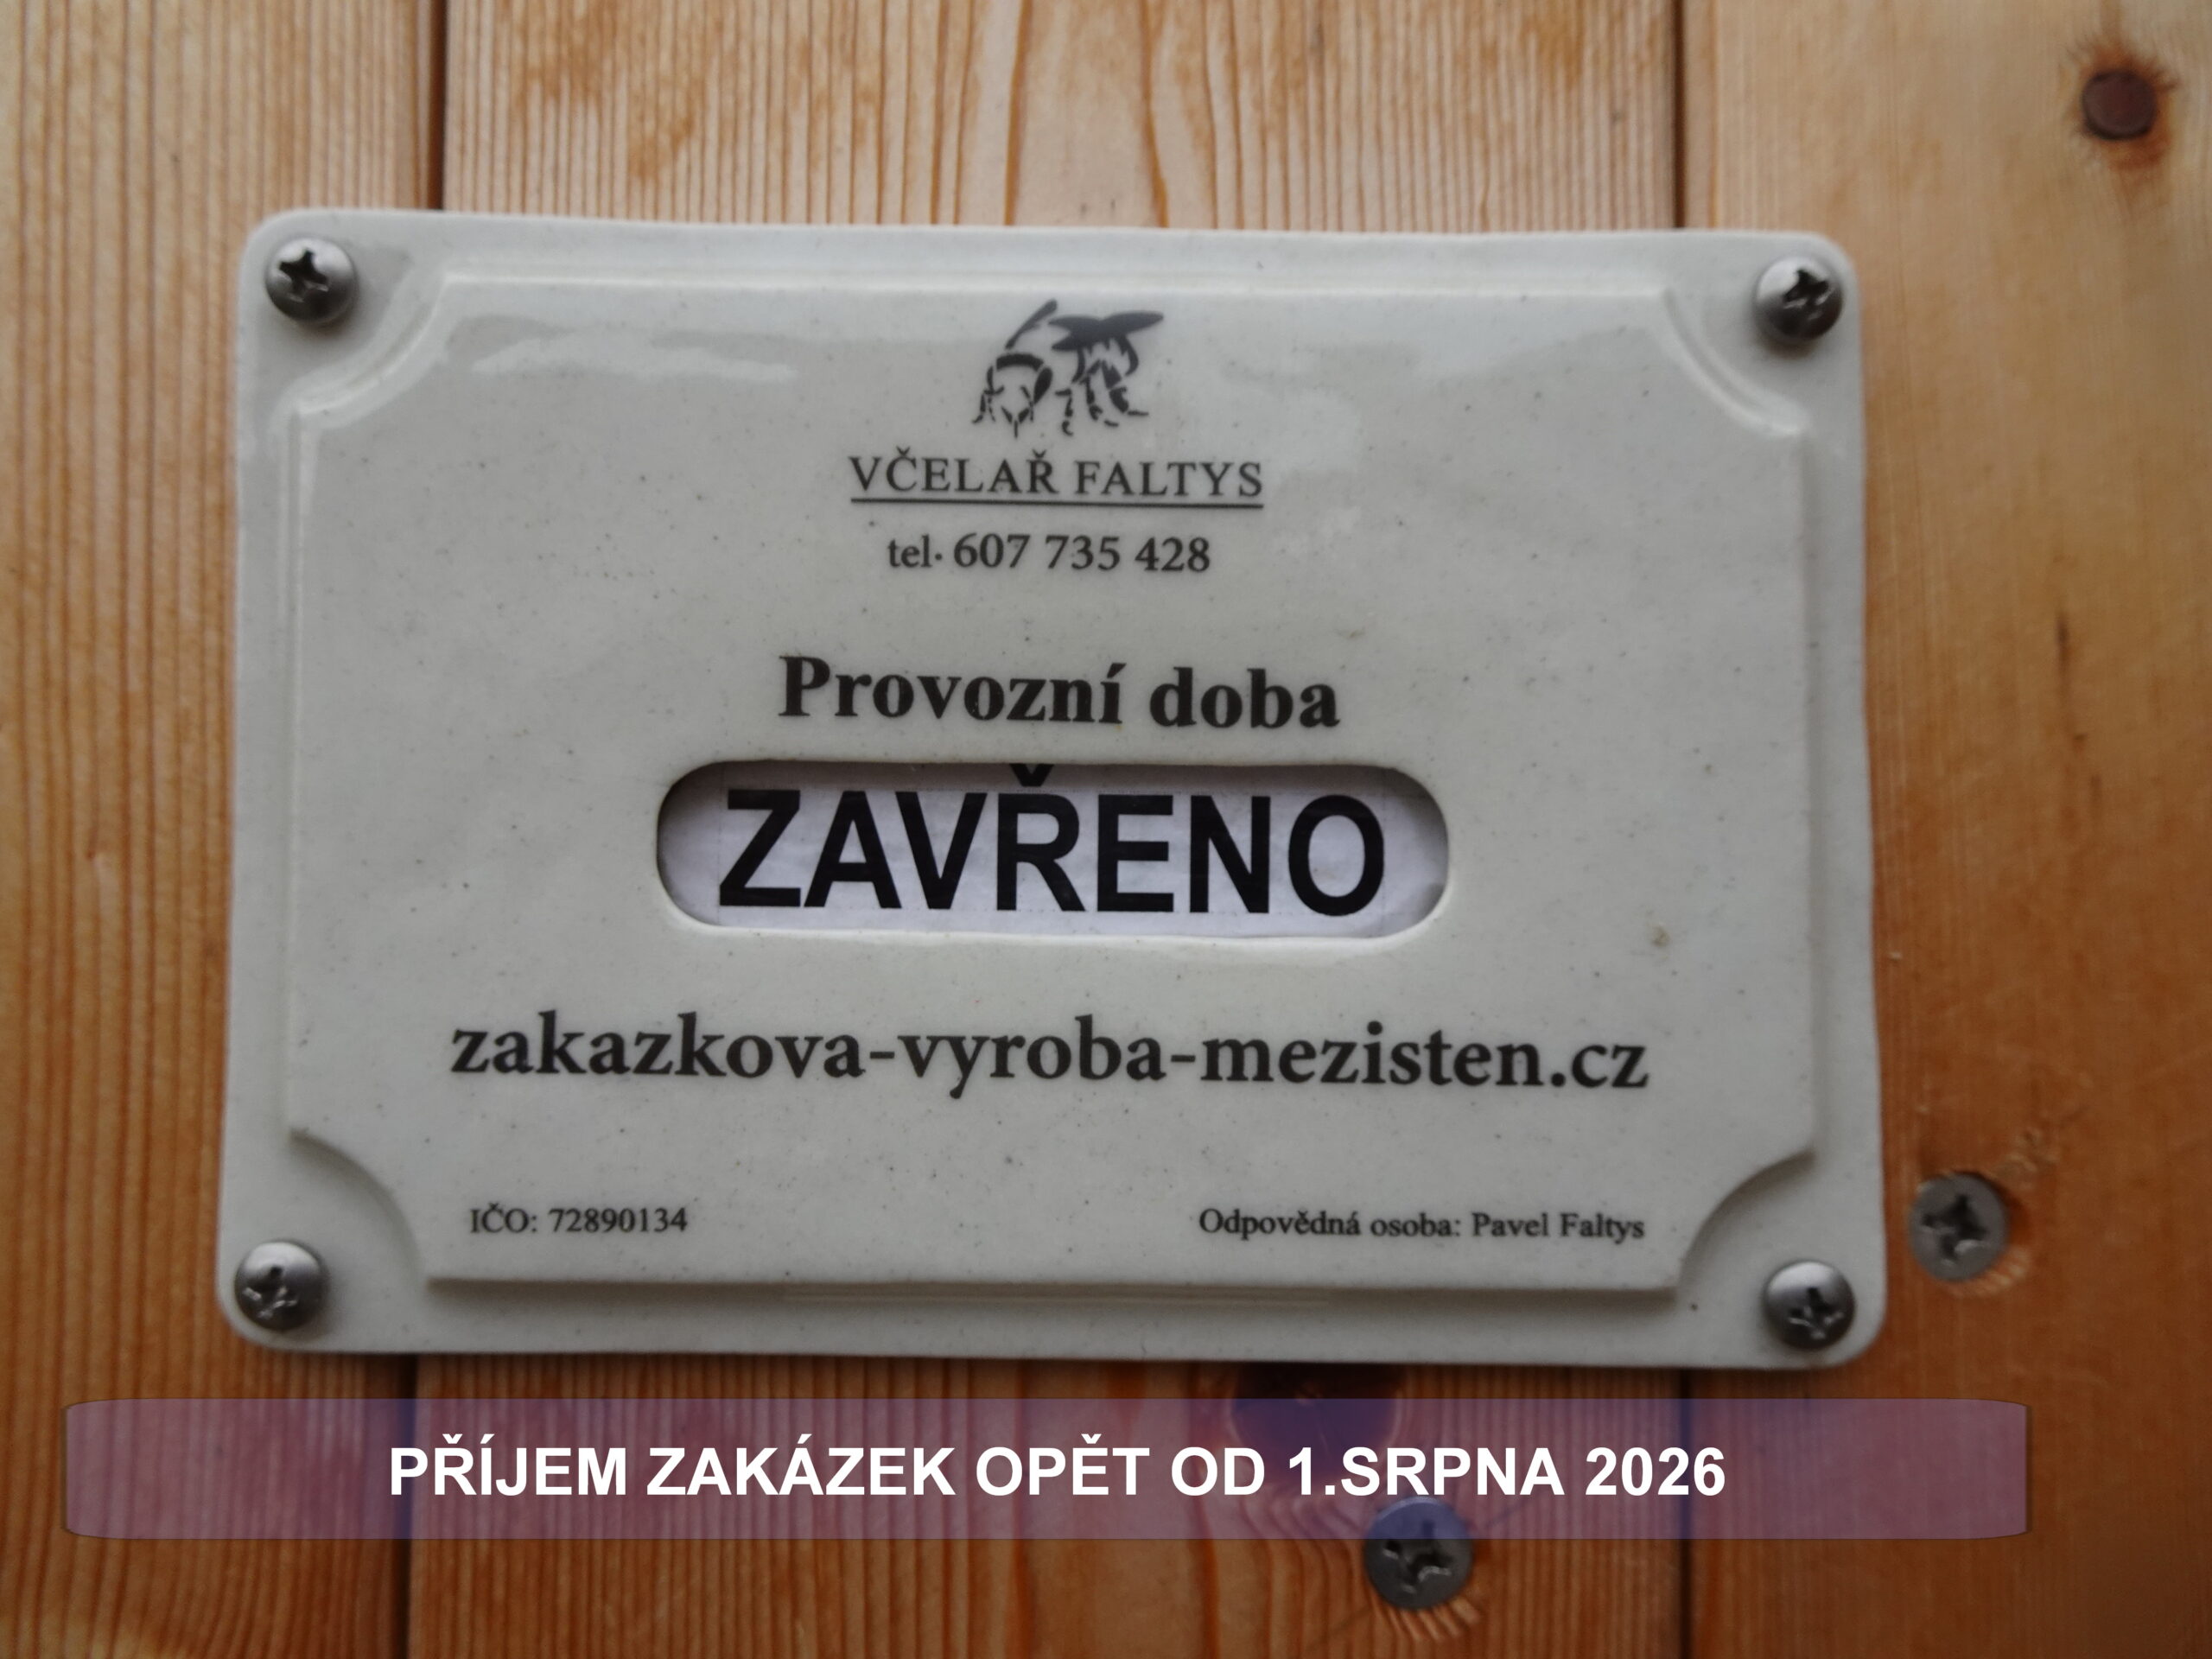 VČELAŘ FALTYS
tel. 607 735 428
Provozní doba
ZAVŘENO
zakazkova-vyroba-mezisten.cz
IČO: 72890134
Odpovědná osoba: Pavel Faltys
PŘÍJEM ZAKÁZEK OPĚT OD 1.SRPNA 2026